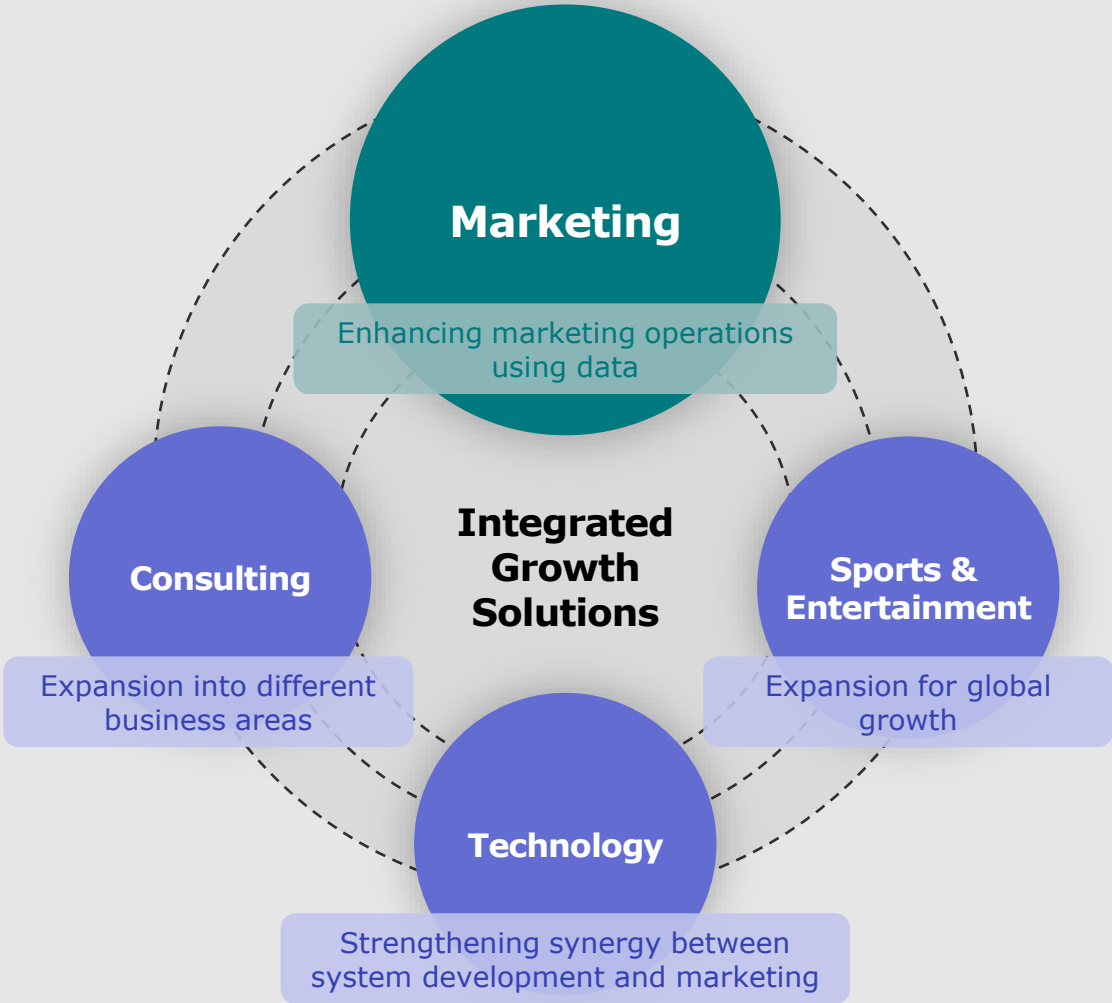 Marketing
Enhancing marketing operations
using data
Integrated
Growth
Solutions
Consulting
Expansion into different
business areas
Sports &
Entertainment
Expansion for global
growth
Technology
Strengthening synergy between
system development and marketing